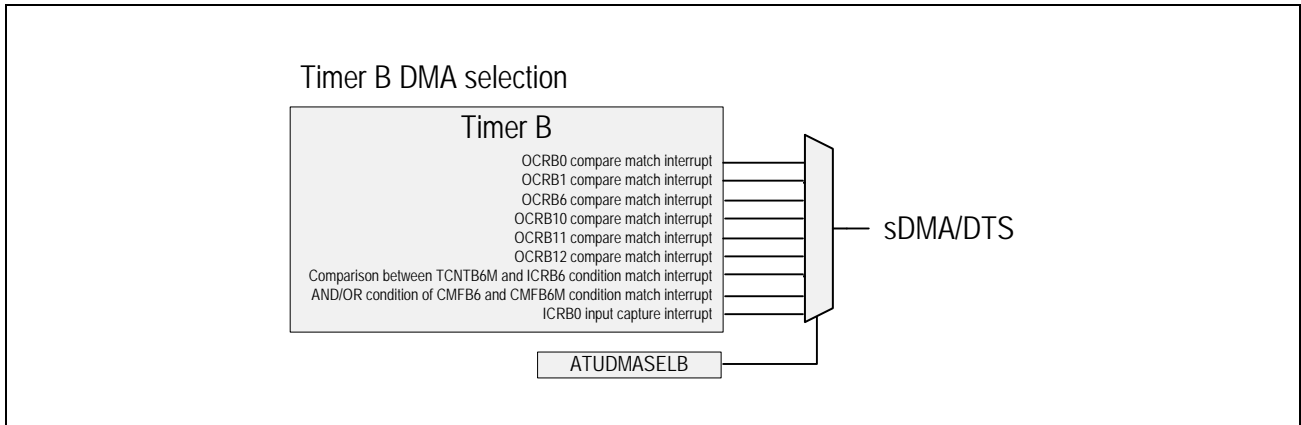 Timer B DMA selection
Timer B
OCRB0 compare match interrupt
OCRB1 compare match interrupt
OCRB6 compare match interrupt
OCRB10 compare match interrupt
OCRB11 compare match interrupt
OCRB12 compare match interrupt
Comparison between TCNTB6M and ICRB6 condition match interrupt
AND/OR condition of CMFB6 and CMFB6M condition match interrupt
ICRB0 input capture interrupt
sDMA/DTS
ATUDMASELB